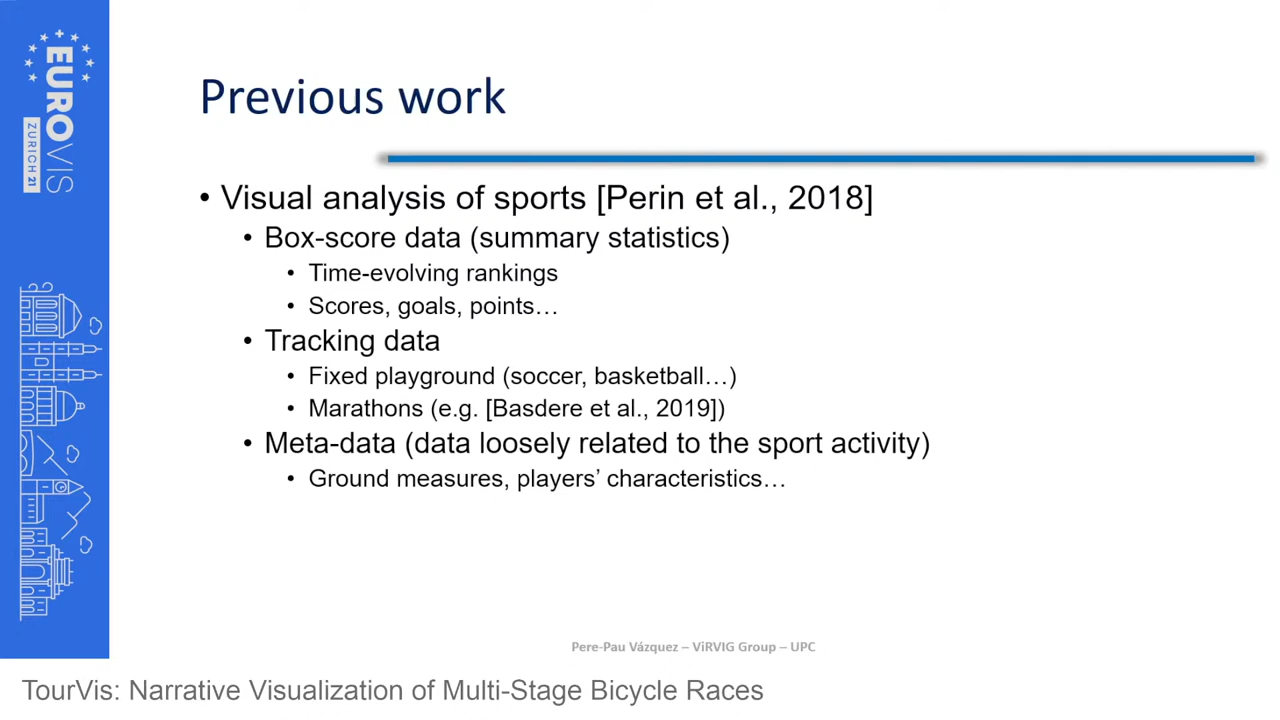 EUROVIS
ZURICH 21
Previous work
• Visual analysis of sports [Perin et al., 2018]
• Box-score data (summary statistics)
• Time-evolving rankings
• Scores, goals, points…
• Tracking data
• Fixed playground (soccer, basketball…)
• Marathons (e.g. [Basdere et al., 2019])
• Meta-data (data loosely related to the sport activity)
• Ground measures, players’ characteristics…
Pere-Pau Vázquez – ViRVIG Group – UPC
TourVis: Narrative Visualization of Multi-Stage Bicycle Races